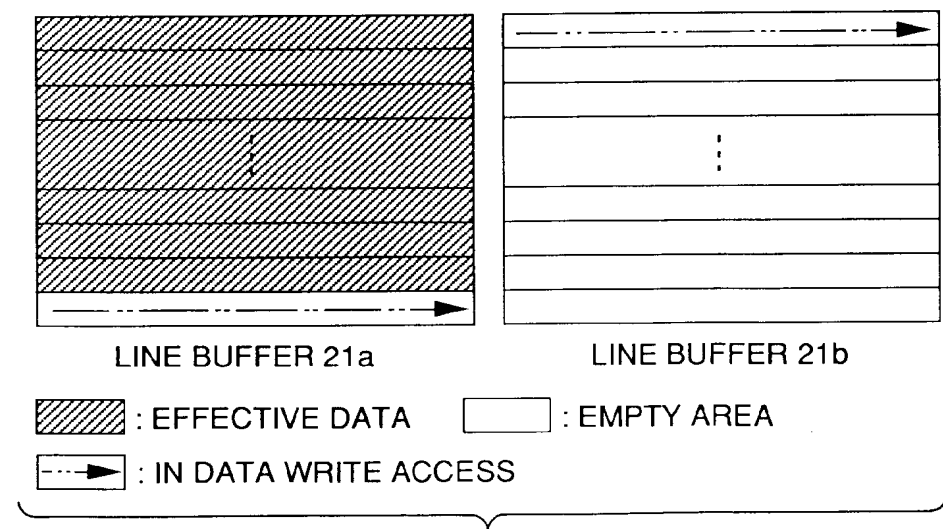 LINE BUFFER 21a
LINE BUFFER 21b
: EFFECTIVE DATA
: EMPTY AREA
: IN DATA WRITE ACCESS